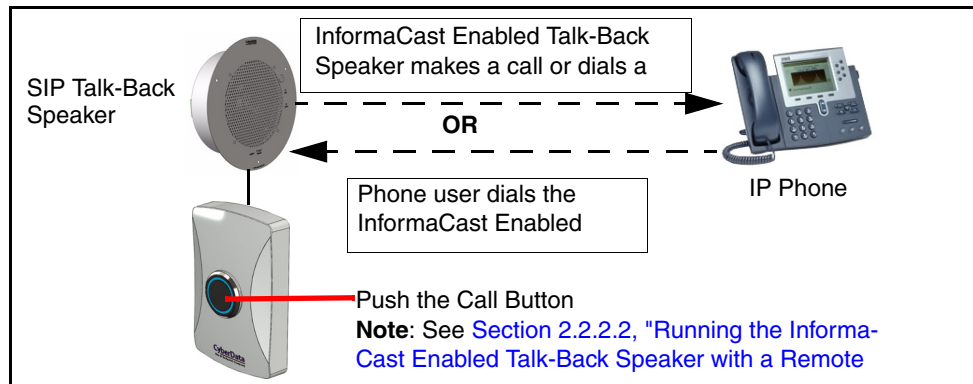 InformaCast Enabled Talk-Back
Speaker makes a call or dials a
SIP Talk-Back
Speaker
OR
IP Phone
Phone user dials the
InformaCast Enabled
Push the Call Button
Note: See Section 2.2.2.2, "Running the Informa-
Cast Enabled Talk-Back Speaker with a Remote
CyberData